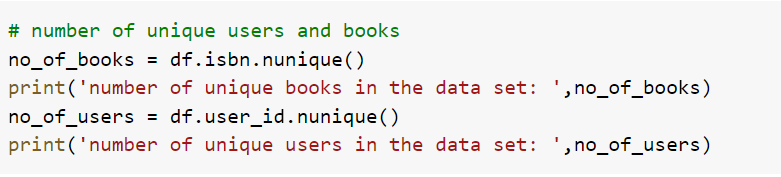 # number of unique users and books
no_of_books = df.isbn.nunique()
print('number of unique books in the data set: ',no_of_books)
no_of_users = df.user_id.nunique()
print('number of unique users in the data set: ',no_of_users)